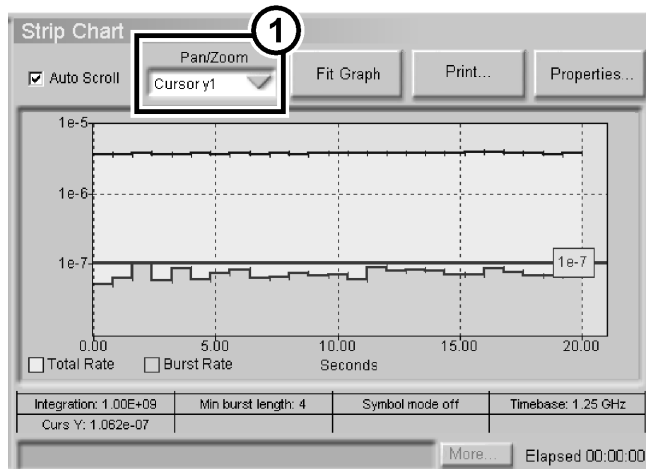 Strip Chart
1
Pan/Zoom
Auto Scroll
Cursor y1
Fit Graph
Print...
Properties...
1e-5
1e-6
1e-7
1e-7
0.00 5.00 10.00 15.00 20.00
Total Rate Burst Rate Seconds
Integration: 1.00E+09 Min burst length: 4 Symbol mode off Timebase: 1.25 GHz
Curs Y: 1.062e-07
More... Elapsed 00:00:00